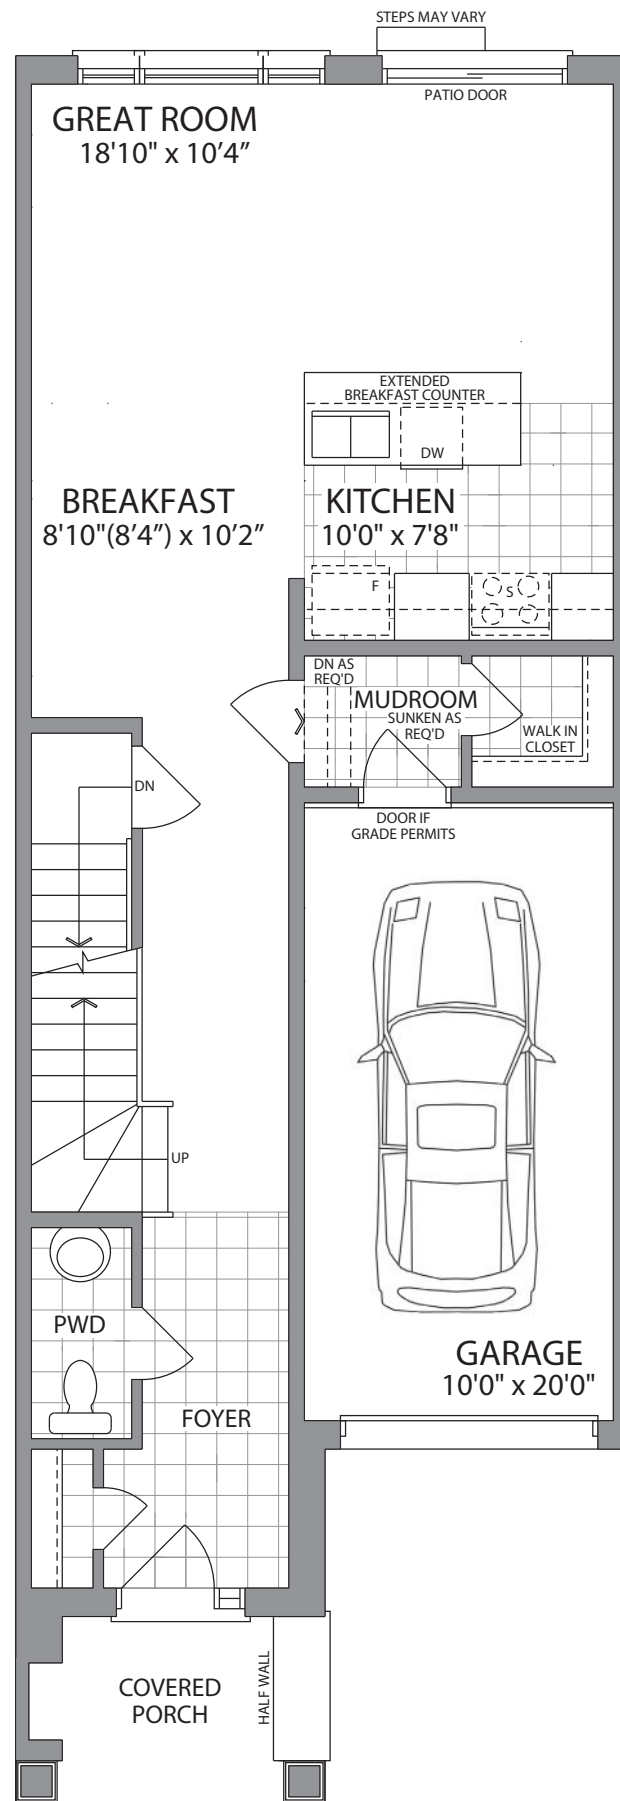 STEPS MAY VARY
PATIO DOOR
GREAT ROOM
18'10" x 10’4”
EXTENDED
BREAKFAST COUNTER
DW
BREAKFAST
8'10"(8’4”) x 10’2”
KITCHEN
10'0" x 7'8"
F
S
DN AS
REQ'D
MUDROOM
SUNKEN AS
REQ'D
WALK IN
CLOSET
DN
DOOR IF
GRADE PERMITS
UP
PWD
GARAGE
10'0" x 20'0"
FOYER
COVERED
PORCH
HALF WALL